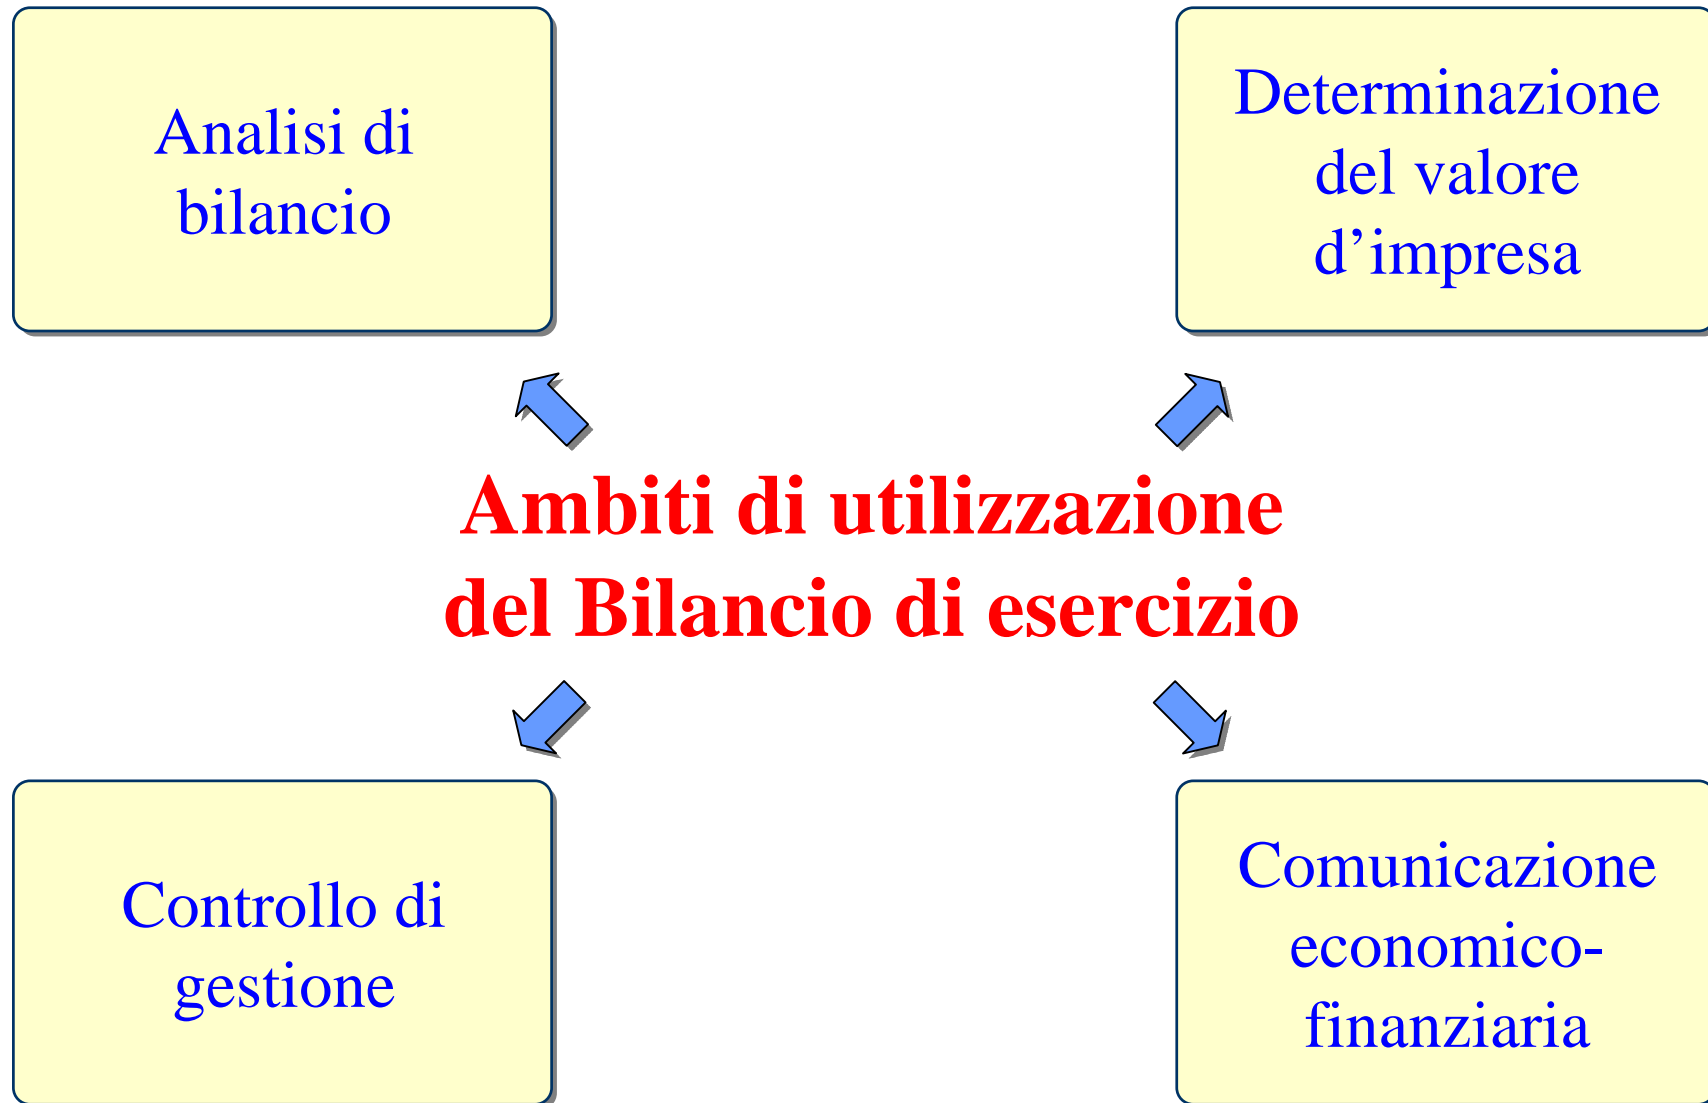 Analisi di
bilancio
Determinazione
del valore
d’impresa
Ambiti di utilizzazione
del Bilancio di esercizio
Controllo di
gestione
Comunicazione
economico-
finanziaria